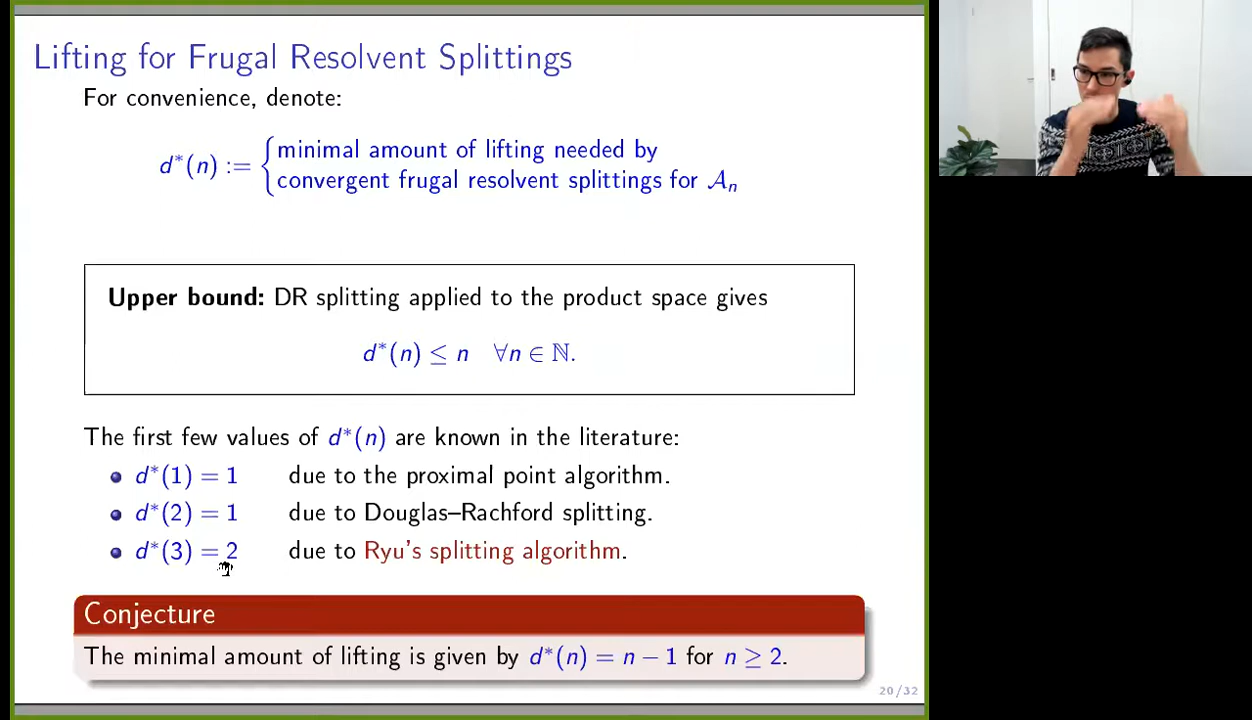 Lifting for Frugal Resolvent Splittings
For convenience, denote:
d*(n) := { minimal amount of lifting needed by
convergent frugal resolvent splittings for 𝒜ₙ
Upper bound: DR splitting applied to the product space gives
d*(n) ≤ n ∀n ∈ ℕ.
The first few values of d*(n) are known in the literature:
d*(1) = 1 due to the proximal point algorithm.
d*(2) = 1 due to Douglas–Rachford splitting.
d*(3) = 2 due to Ryu's splitting algorithm.
Conjecture
The minimal amount of lifting is given by d*(n) = n − 1 for n ≥ 2.
20/32